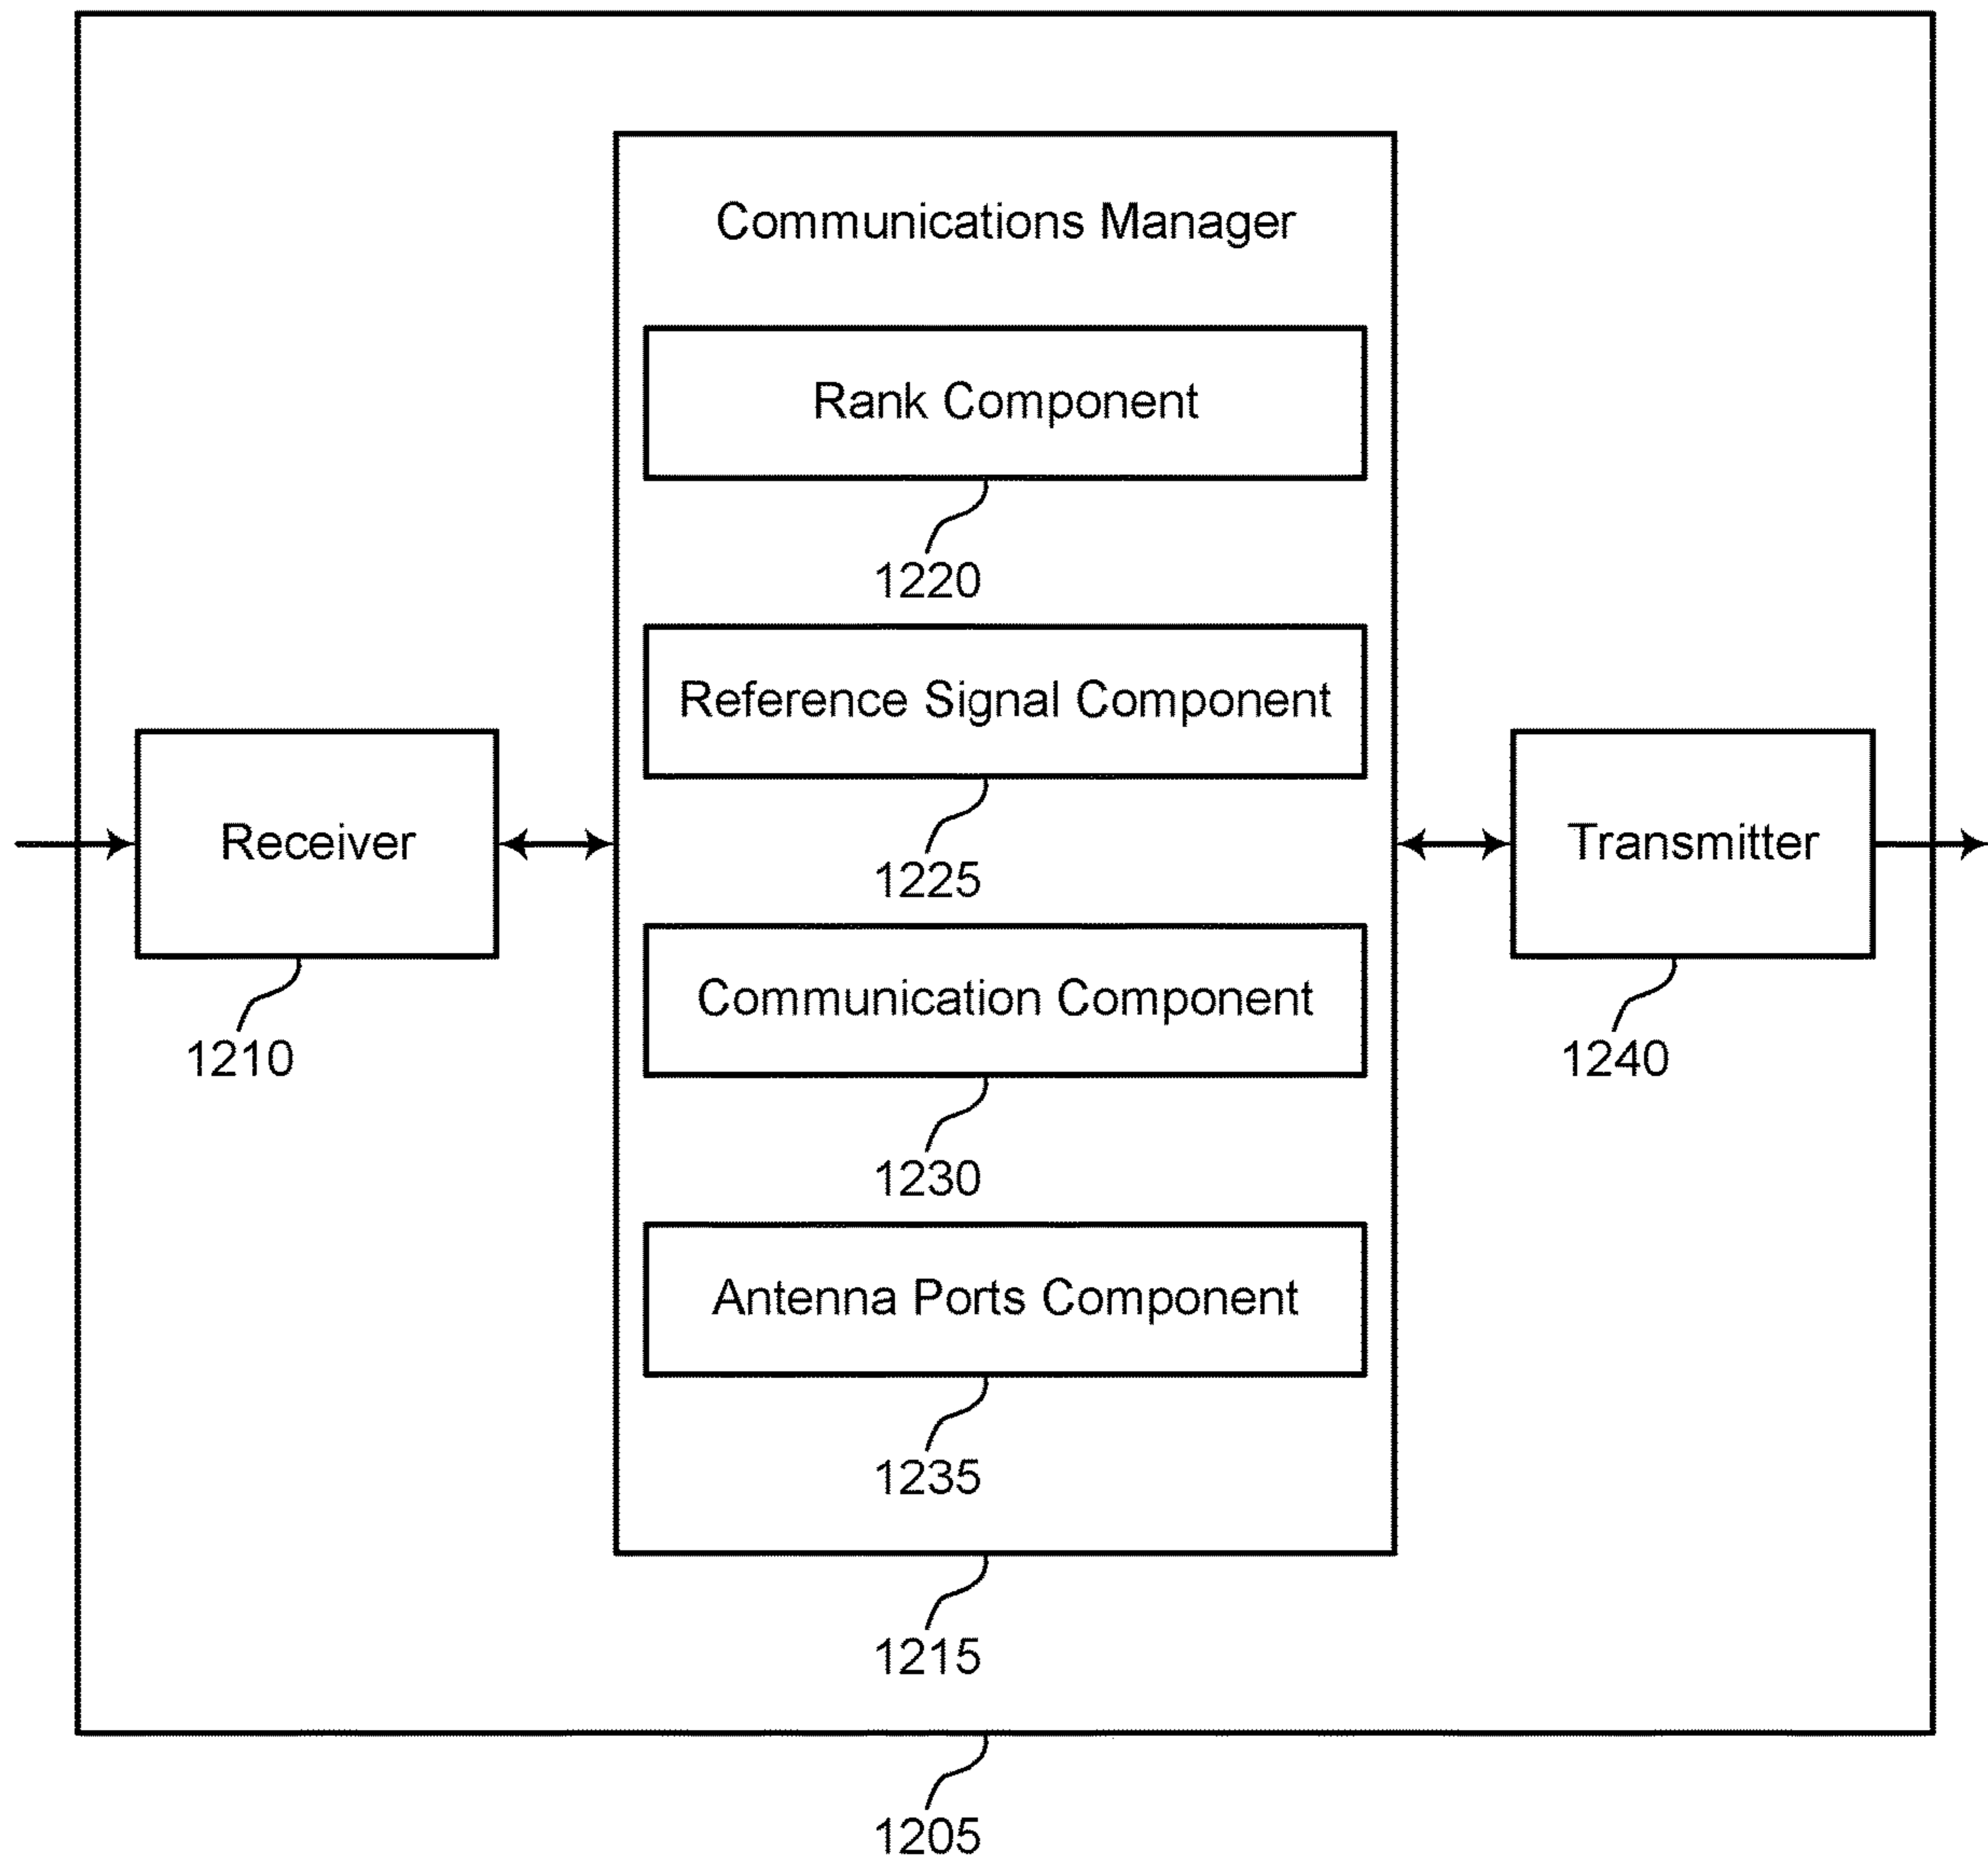 Communications Manager
Rank Component
1220
Reference Signal Component
1225
Receiver
1210
Communication Component
1230
Transmitter
1240
Antenna Ports Component
1235
1215
1205